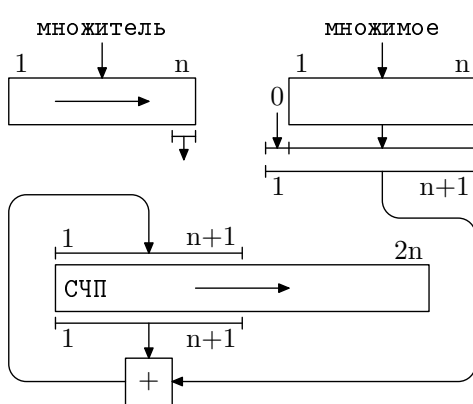 множитель множимое
1 n 1 n
0
1 n+1
1 n+1
2n
СЧП
1 n+1
+